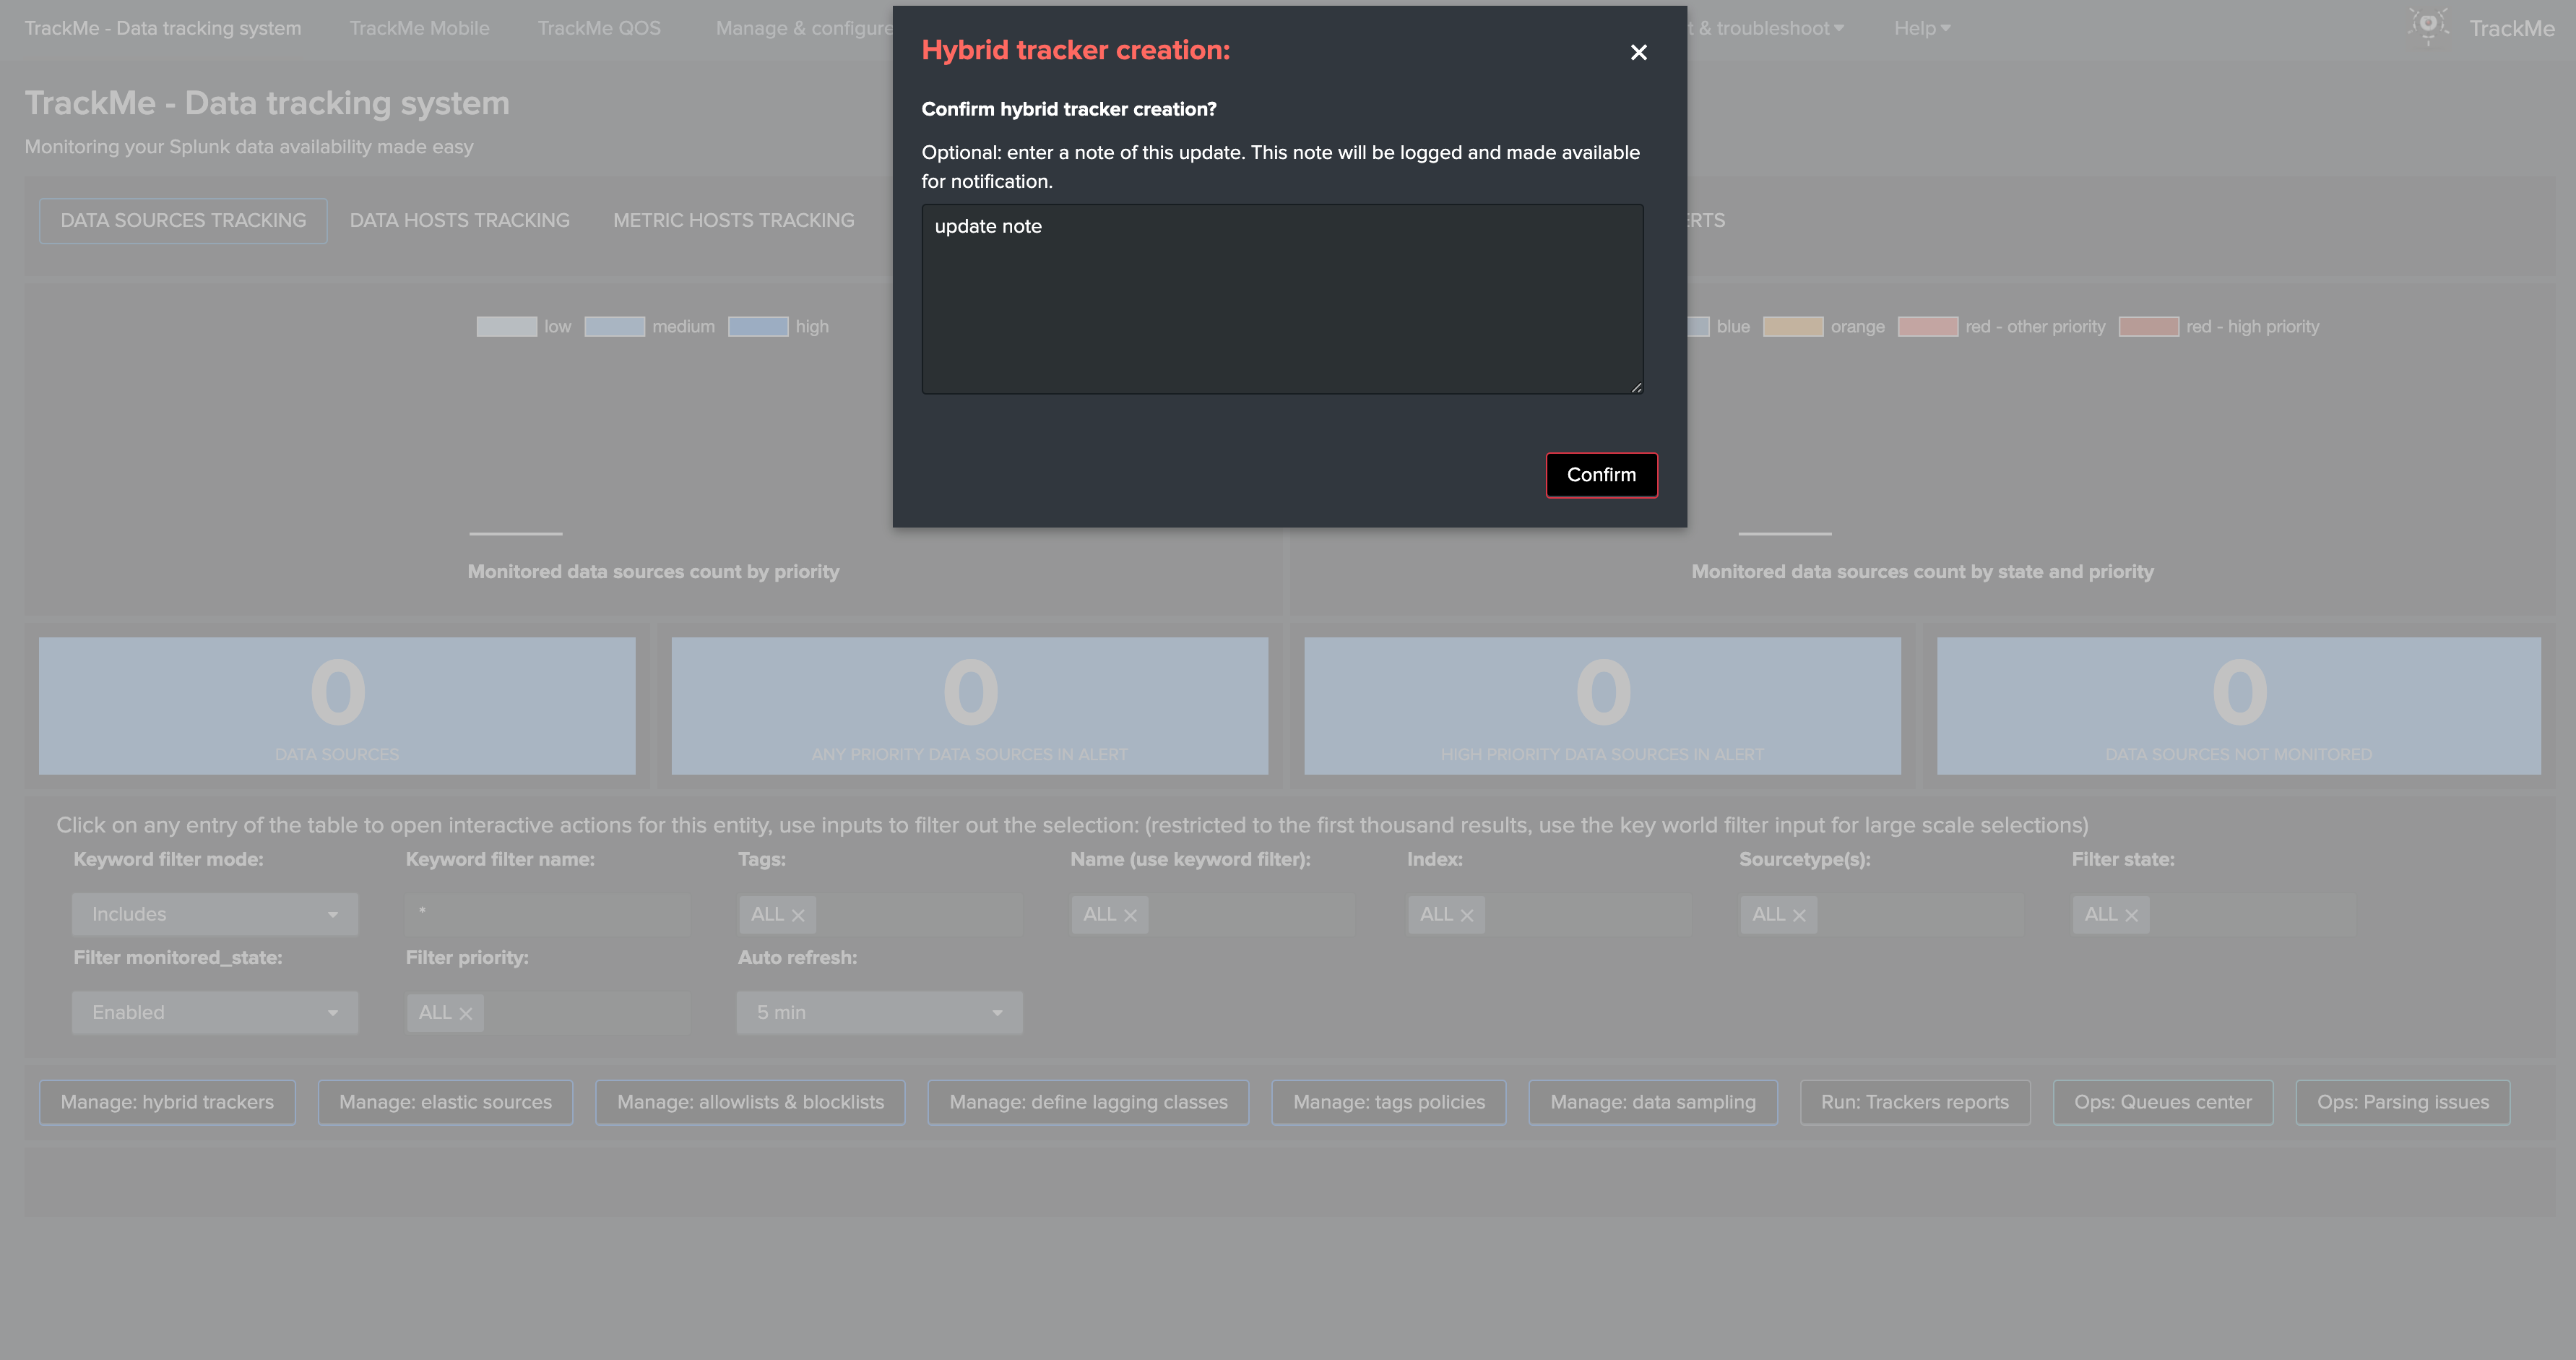 TrackMe - Data tracking system TrackMe Mobile TrackMe QOS Manage & configure t & troubleshoot Help TrackMe
Hybrid tracker creation:
Confirm hybrid tracker creation?
Optional: enter a note of this update. This note will be logged and made available
for notification.
update note
Confirm
TrackMe - Data tracking system
Monitoring your Splunk data availability made easy
DATA SOURCES TRACKING DATA HOSTS TRACKING METRIC HOSTS TRACKING ERTS
low medium high
blue orange red - other priority red - high priority
Monitored data sources count by priority
Monitored data sources count by state and priority
0
DATA SOURCES
0
ANY PRIORITY DATA SOURCES IN ALERT
0
HIGH PRIORITY DATA SOURCES IN ALERT
0
DATA SOURCES NOT MONITORED
Click on any entry of the table to open interactive actions for this entity, use inputs to filter out the selection: (restricted to the first thousand results, use the key world filter input for large scale selections)
Keyword filter mode: Keyword filter name: Tags: Name (use keyword filter): Index: Sourcetype(s): Filter state:
Includes * ALL ALL ALL ALL ALL
Filter monitored_state: Filter priority: Auto refresh:
Enabled ALL 5 min
Manage: hybrid trackers Manage: elastic sources Manage: allowlists & blocklists Manage: define lagging classes Manage: tags policies Manage: data sampling Run: Trackers reports Ops: Queues center Ops: Parsing issues